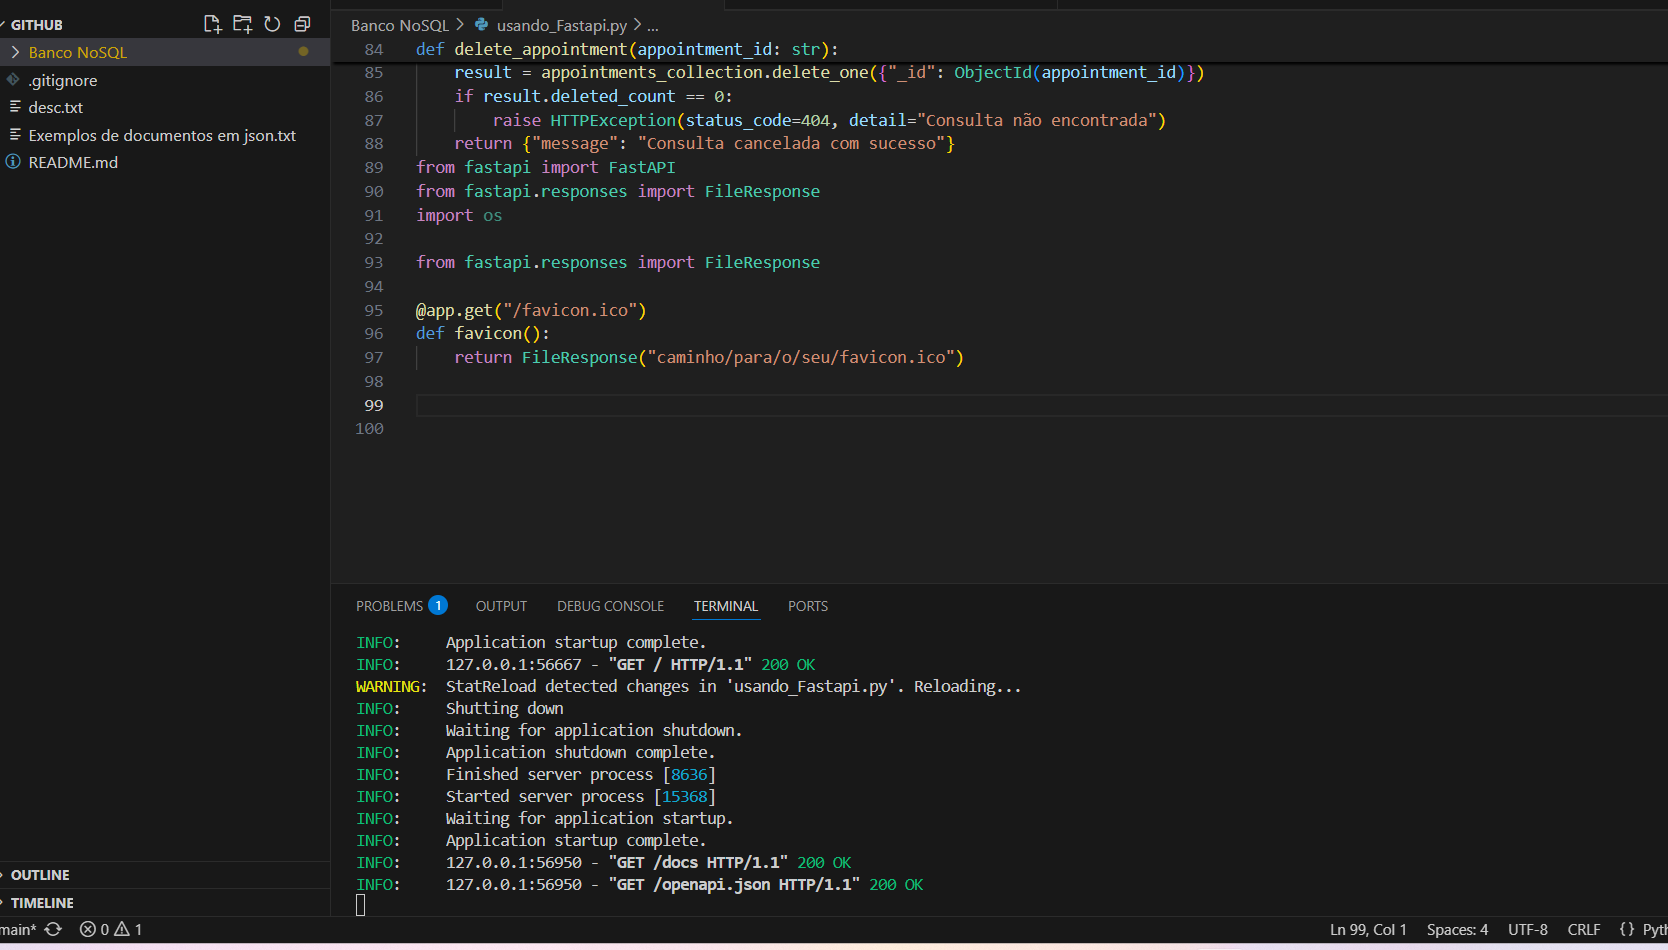 GITHUB
Banco NoSQL
.gitignore
desc.txt
Exemplos de documentos em json.txt
README.md
OUTLINE
TIMELINE
Banco NoSQL > usando_Fastapi.py > ...
84 def delete_appointment(appointment_id: str):
85 result = appointments_collection.delete_one({"_id": ObjectId(appointment_id)})
86 if result.deleted_count == 0:
87 raise HTTPException(status_code=404, detail="Consulta não encontrada")
88 return {"message": "Consulta cancelada com sucesso"}
89 from fastapi import FastAPI
90 from fastapi.responses import FileResponse
91 import os
92
93 from fastapi.responses import FileResponse
94
95 @app.get("/favicon.ico")
96 def favicon():
97 return FileResponse("caminho/para/o/seu/favicon.ico")
98
99
100
PROBLEMS 1 OUTPUT DEBUG CONSOLE TERMINAL PORTS
INFO: Application startup complete.
INFO: 127.0.0.1:56667 - "GET / HTTP/1.1" 200 OK
WARNING: StatReload detected changes in 'usando_Fastapi.py'. Reloading...
INFO: Shutting down
INFO: Waiting for application shutdown.
INFO: Application shutdown complete.
INFO: Finished server process [8636]
INFO: Started server process [15368]
INFO: Waiting for application startup.
INFO: Application startup complete.
INFO: 127.0.0.1:56950 - "GET /docs HTTP/1.1" 200 OK
INFO: 127.0.0.1:56950 - "GET /openapi.json HTTP/1.1" 200 OK
main* 0 1 Ln 99, Col 1 Spaces: 4 UTF-8 CRLF {} Pyth